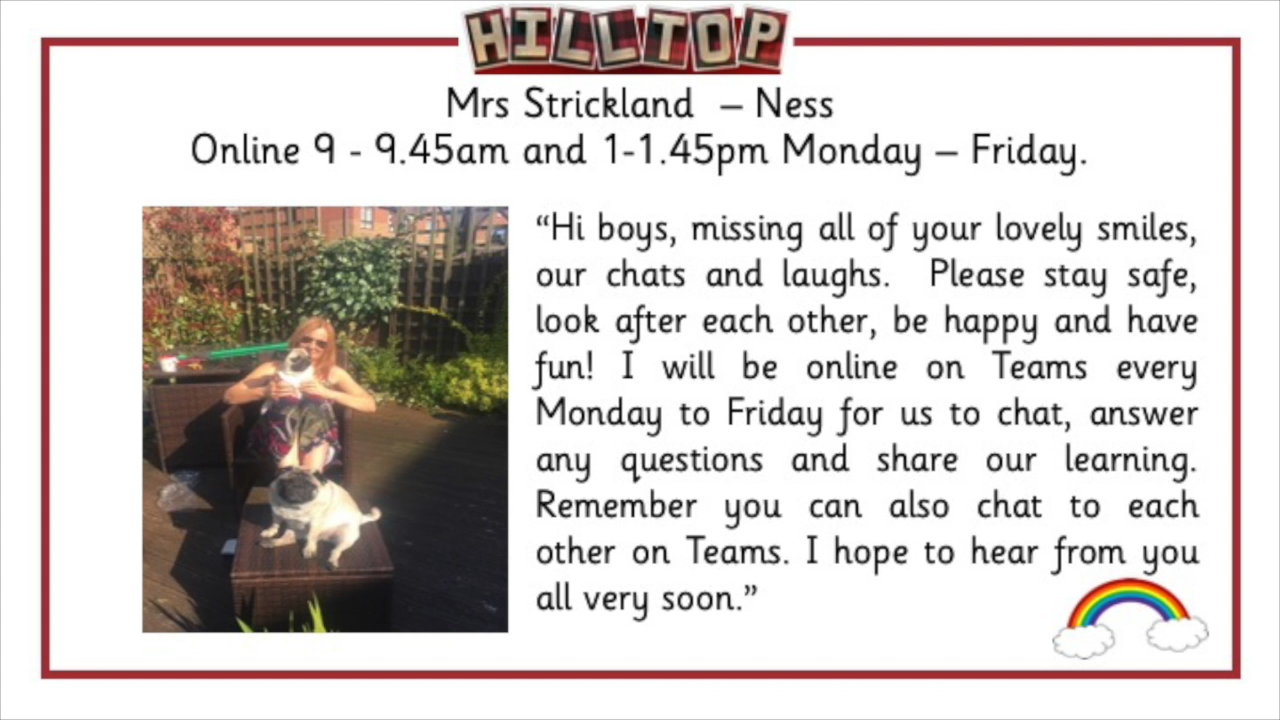 HILLTOP
Mrs Strickland – Ness
Online 9 - 9.45am and 1-1.45pm Monday – Friday.
“Hi boys, missing all of your lovely smiles,
our chats and laughs. Please stay safe,
look after each other, be happy and have
fun! I will be online on Teams every
Monday to Friday for us to chat, answer
any questions and share our learning.
Remember you can also chat to each
other on Teams. I hope to hear from you
all very soon.”